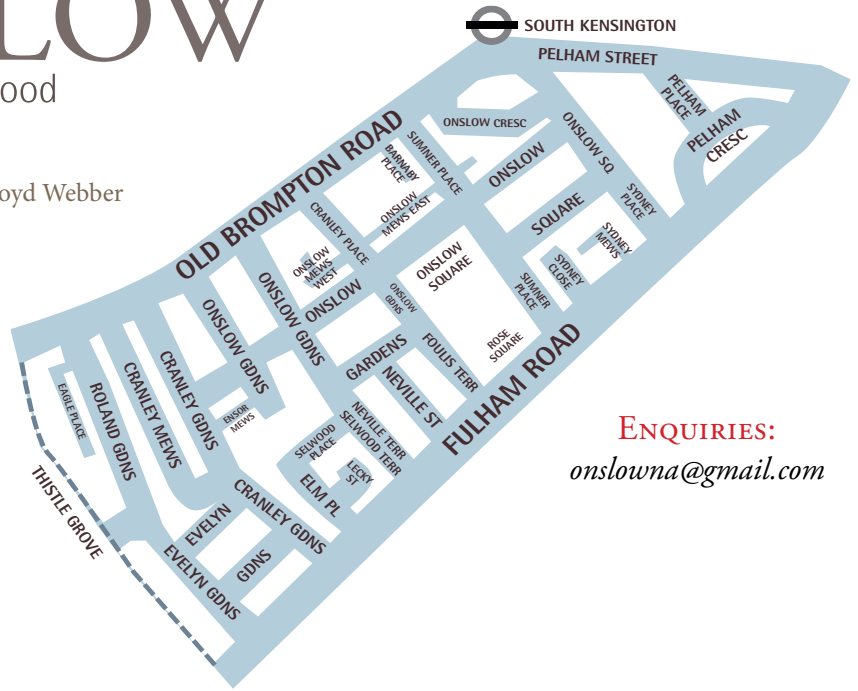 LOW
ood
oyd Webber
SOUTH KENSINGTON
PELHAM STREET
PELHAM
PLACE
PELHAM
CRESC
ONSLOW CRESC
ONSLOW SQ
OLD BROMPTON ROAD
SUMNER PLACE
BARNABY
PLACE
ONSLOW
SQUARE
SYDNEY
PLACE
SYDNEY
MEWS
SYDNEY
CLOSE
SUMNER
PLACE
ONSLOW
MEWS EAST
CRANLEY PLACE
ONSLOW
MEWS
WEST
ONSLOW
SQUARE
ONSLOW
GARDENS
ONSLOW
GDNS
ROSE
SQUARE
FOULIS TERR
FULHAM ROAD
ONSLOW GDNS
ONSLOW GDNS
NEVILLE ST
NEVILLE TERR
SELWOOD TERR
SELWOOD
PLACE
LECKY
ST
ELM PL
ENSOR
MEWS
CRANLEY GDNS
CRANLEY MEWS
ROLAND GDNS
EAGLE PLACE
THISTLE GROVE
CRANLEY GDNS
EVELYN
GDNS
EVELYN GDNS
ENQUIRIES:
onslowna@gmail.com